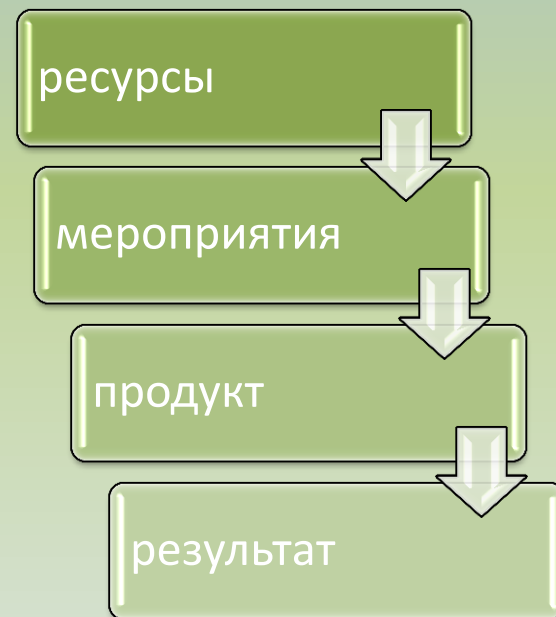 ресурсы
мероприятия
продукт
результат